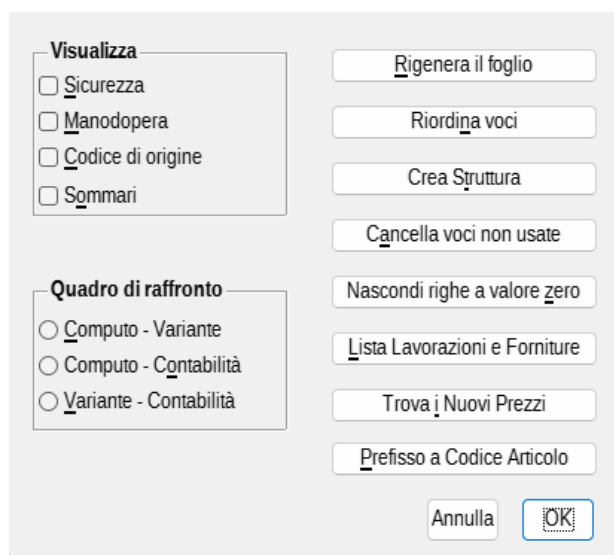 Visualizza
Sicurezza
Manodopera
Codice di origine
Sommari
Quadro di raffronto
Computo - Variante
Computo - Contabilità
Variante - Contabilità
Rigenera il foglio
Riordina voci
Crea Struttura
Cancella voci non usate
Nascondi righe a valore zero
Lista Lavorazioni e Forniture
Trova i Nuovi Prezzi
Prefisso a Codice Articolo
Annulla
OK